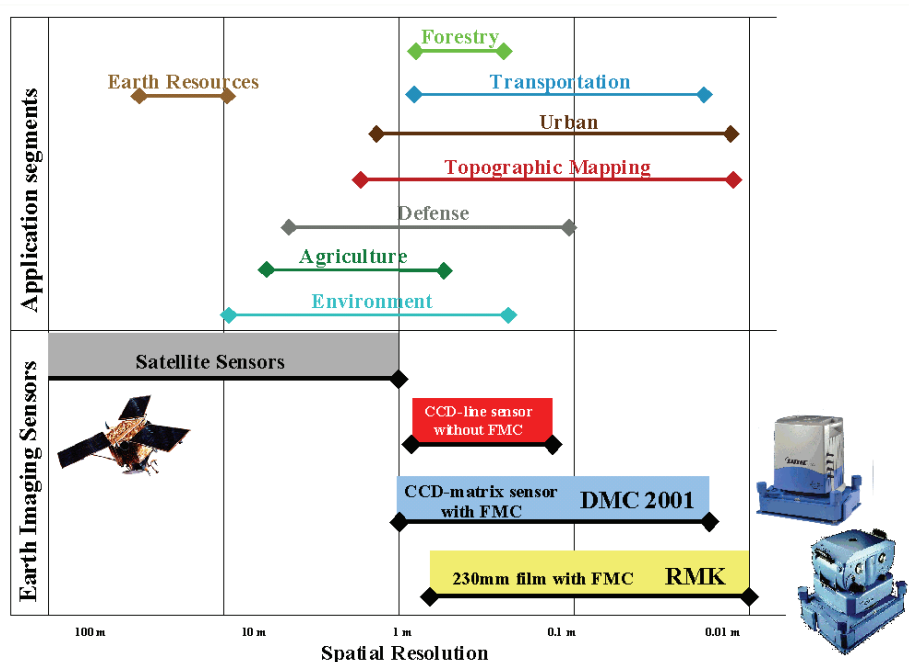 Application segments
Forestry
Earth Resources
Transportation
Urban
Topographic Mapping
Defense
Agriculture
Environment
Earth Imaging Sensors
Satellite Sensors
CCD-line sensor
without FMC
CCD-matrix sensor
with FMC
DMC 2001
230mm film with FMC
RMK
100 m
10 m
1 m
0.1 m
0.01 m
Spatial Resolution